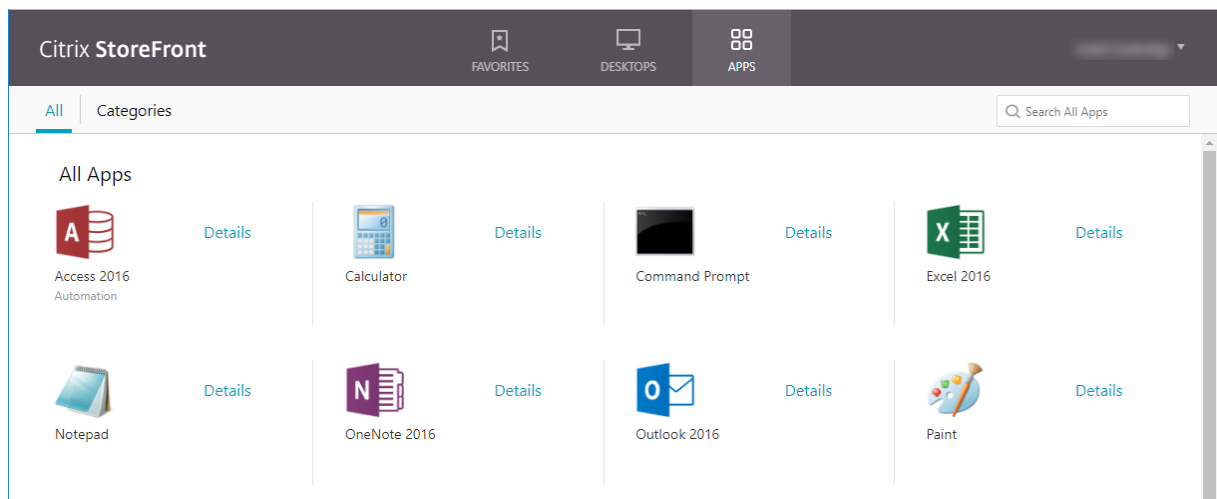 Citrix StoreFront
FAVORITES
DESKTOPS
APPS
All
Categories
Search All Apps
All Apps
Details
Details
Details
Details
Access 2016
Calculator
Command Prompt
Excel 2016
Automation
Details
Details
Details
Details
Notepad
OneNote 2016
Outlook 2016
Paint